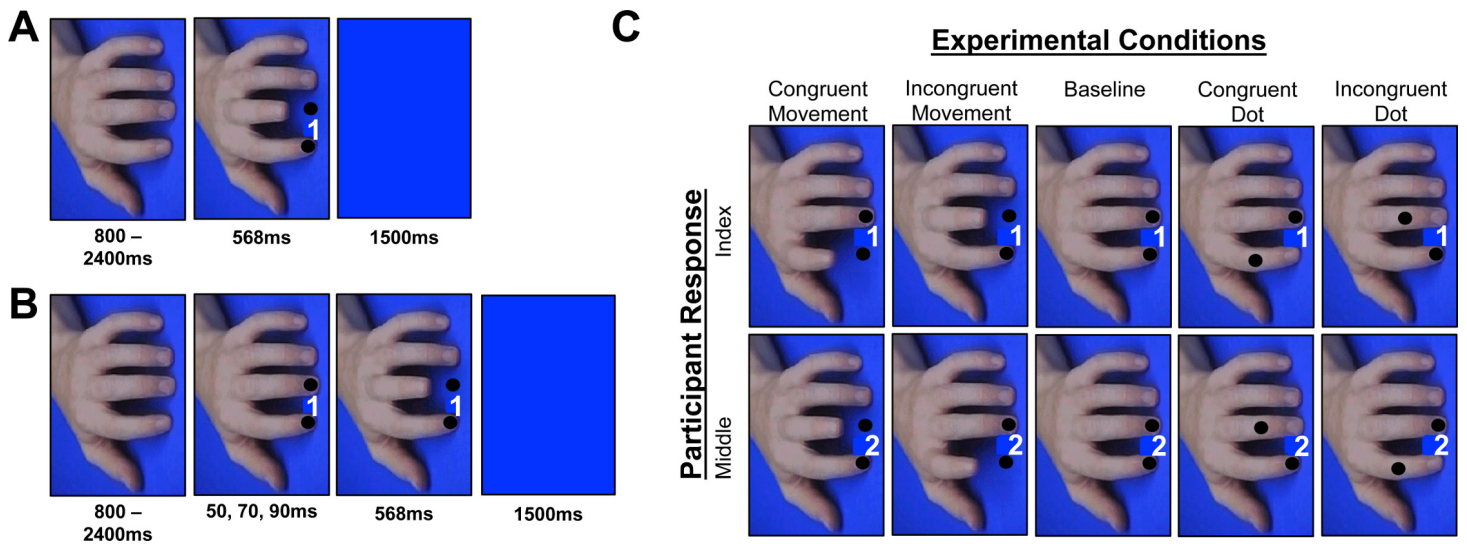 A
1
800 –
2400ms
568ms
1500ms
B
1
1
800 –
2400ms
50, 70, 90ms
568ms
1500ms
C
Experimental Conditions
Congruent
Movement
Incongruent
Movement
Baseline
Congruent
Dot
Incongruent
Dot
Participant Response
Index
1
1
1
1
1
Middle
2
2
2
2
2